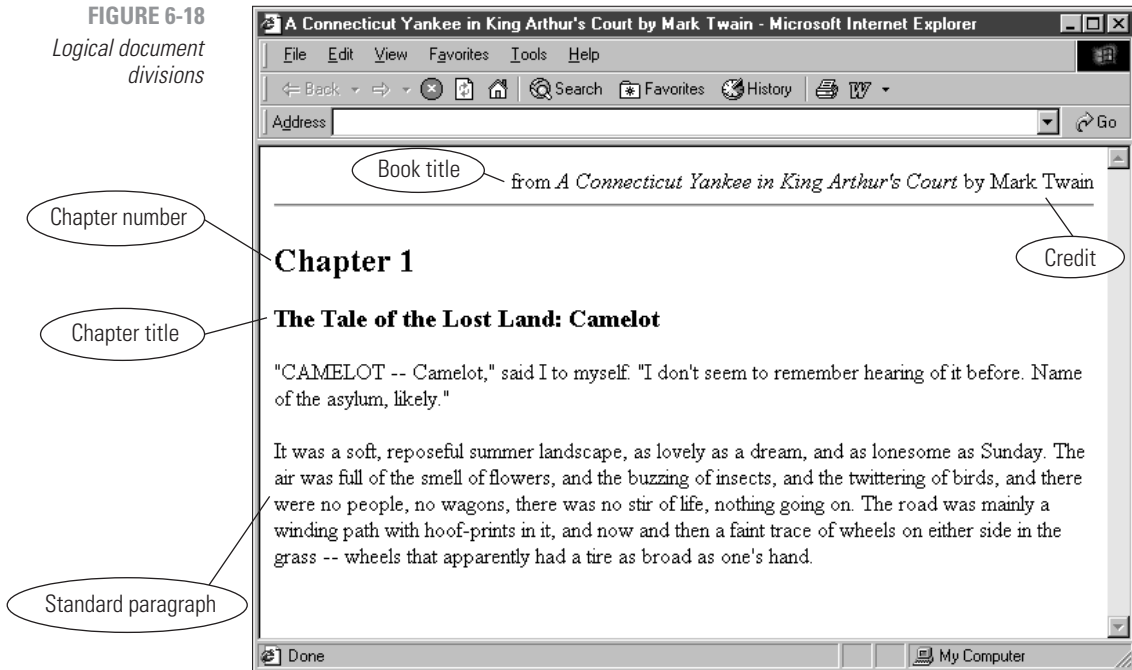 FIGURE 6-18
Logical document
divisions
A Connecticut Yankee in King Arthur's Court by Mark Twain - Microsoft Internet Explorer
File Edit View Favorites Tools Help
Back Search Favorites History
Address Go
Book title
from A Connecticut Yankee in King Arthur's Court by Mark Twain
Chapter number
Credit
Chapter 1
Chapter title
The Tale of the Lost Land: Camelot
"CAMELOT -- Camelot," said I to myself. "I don't seem to remember hearing of it before. Name
of the asylum, likely."
It was a soft, reposeful summer landscape, as lovely as a dream, and as lonesome as Sunday. The
air was full of the smell of flowers, and the buzzing of insects, and the twittering of birds, and there
were no people, no wagons, there was no stir of life, nothing going on. The road was mainly a
winding path with hoof-prints in it, and now and then a faint trace of wheels on either side in the
grass -- wheels that apparently had a tire as broad as one's hand.
Standard paragraph
Done My Computer